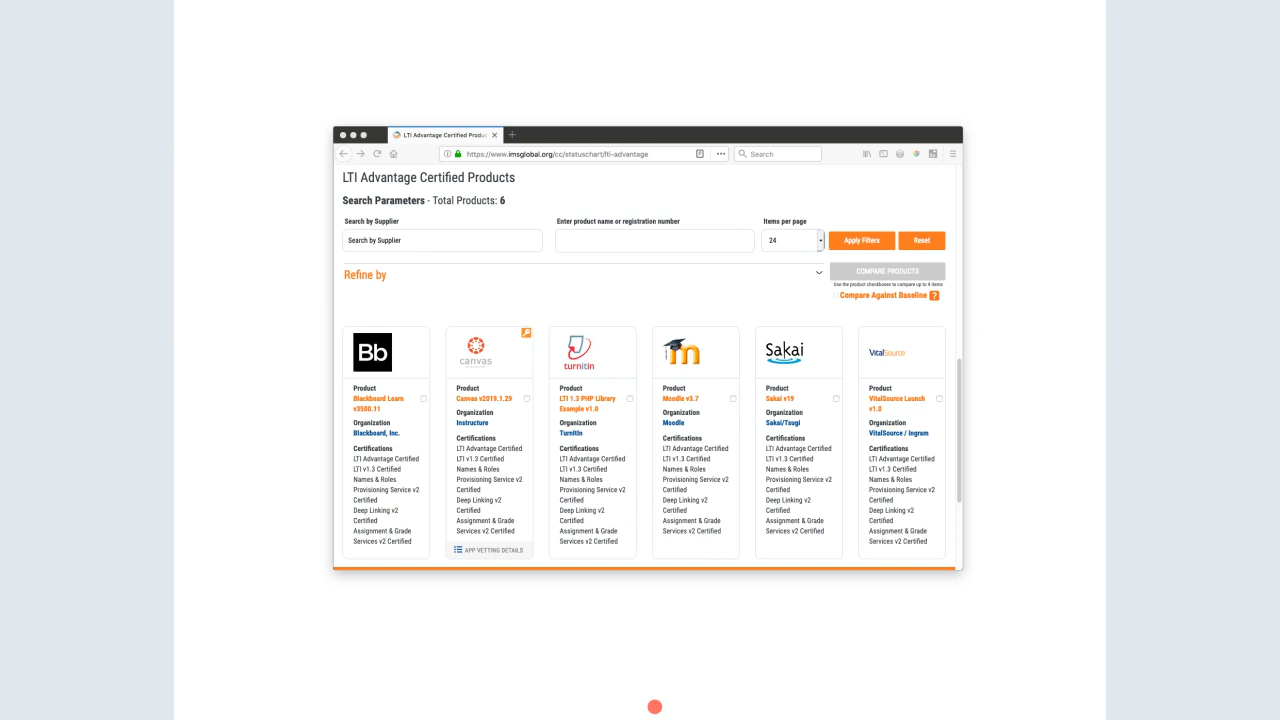 LTI Advantage Certified Produc
https://www.imsglobal.org/cc/statuschart/lti-advantage
Search
LTI Advantage Certified Products
Search Parameters - Total Products: 6
Search by Supplier
Enter product name or registration number
Items per page
Search by Supplier
24
Apply Filters
Reset
Refine by
COMPARE PRODUCTS
Use the product checkboxes to compare up to 4 items
Compare Against Baseline ?
Bb
Product
Blackboard Learn
v3500.11
Organization
Blackboard, Inc.
Certifications
LTI Advantage Certified
LTI v1.3 Certified
Names & Roles
Provisioning Service v2
Certified
Deep Linking v2
Certified
Assignment & Grade
Services v2 Certified
canvas
Product
Canvas v2019.1.29
Organization
Instructure
Certifications
LTI Advantage Certified
LTI v1.3 Certified
Names & Roles
Provisioning Service v2
Certified
Deep Linking v2
Certified
Assignment & Grade
Services v2 Certified
APP VETTING DETAILS
turnitin
Product
LTI 1.3 PHP Library
Example v1.0
Organization
TurnItIn
Certifications
LTI Advantage Certified
LTI v1.3 Certified
Names & Roles
Provisioning Service v2
Certified
Deep Linking v2
Certified
Assignment & Grade
Services v2 Certified
m
Product
Moodle v3.7
Organization
Moodle
Certifications
LTI Advantage Certified
LTI v1.3 Certified
Names & Roles
Provisioning Service v2
Certified
Deep Linking v2
Certified
Assignment & Grade
Services v2 Certified
Sakai
Product
Sakai v19
Organization
Sakai/Tsugi
Certifications
LTI Advantage Certified
LTI v1.3 Certified
Names & Roles
Provisioning Service v2
Certified
Deep Linking v2
Certified
Assignment & Grade
Services v2 Certified
VitalSource
Product
VitalSource Launch
v1.0
Organization
VitalSource / Ingram
Certifications
LTI Advantage Certified
LTI v1.3 Certified
Names & Roles
Provisioning Service v2
Certified
Deep Linking v2
Certified
Assignment & Grade
Services v2 Certified